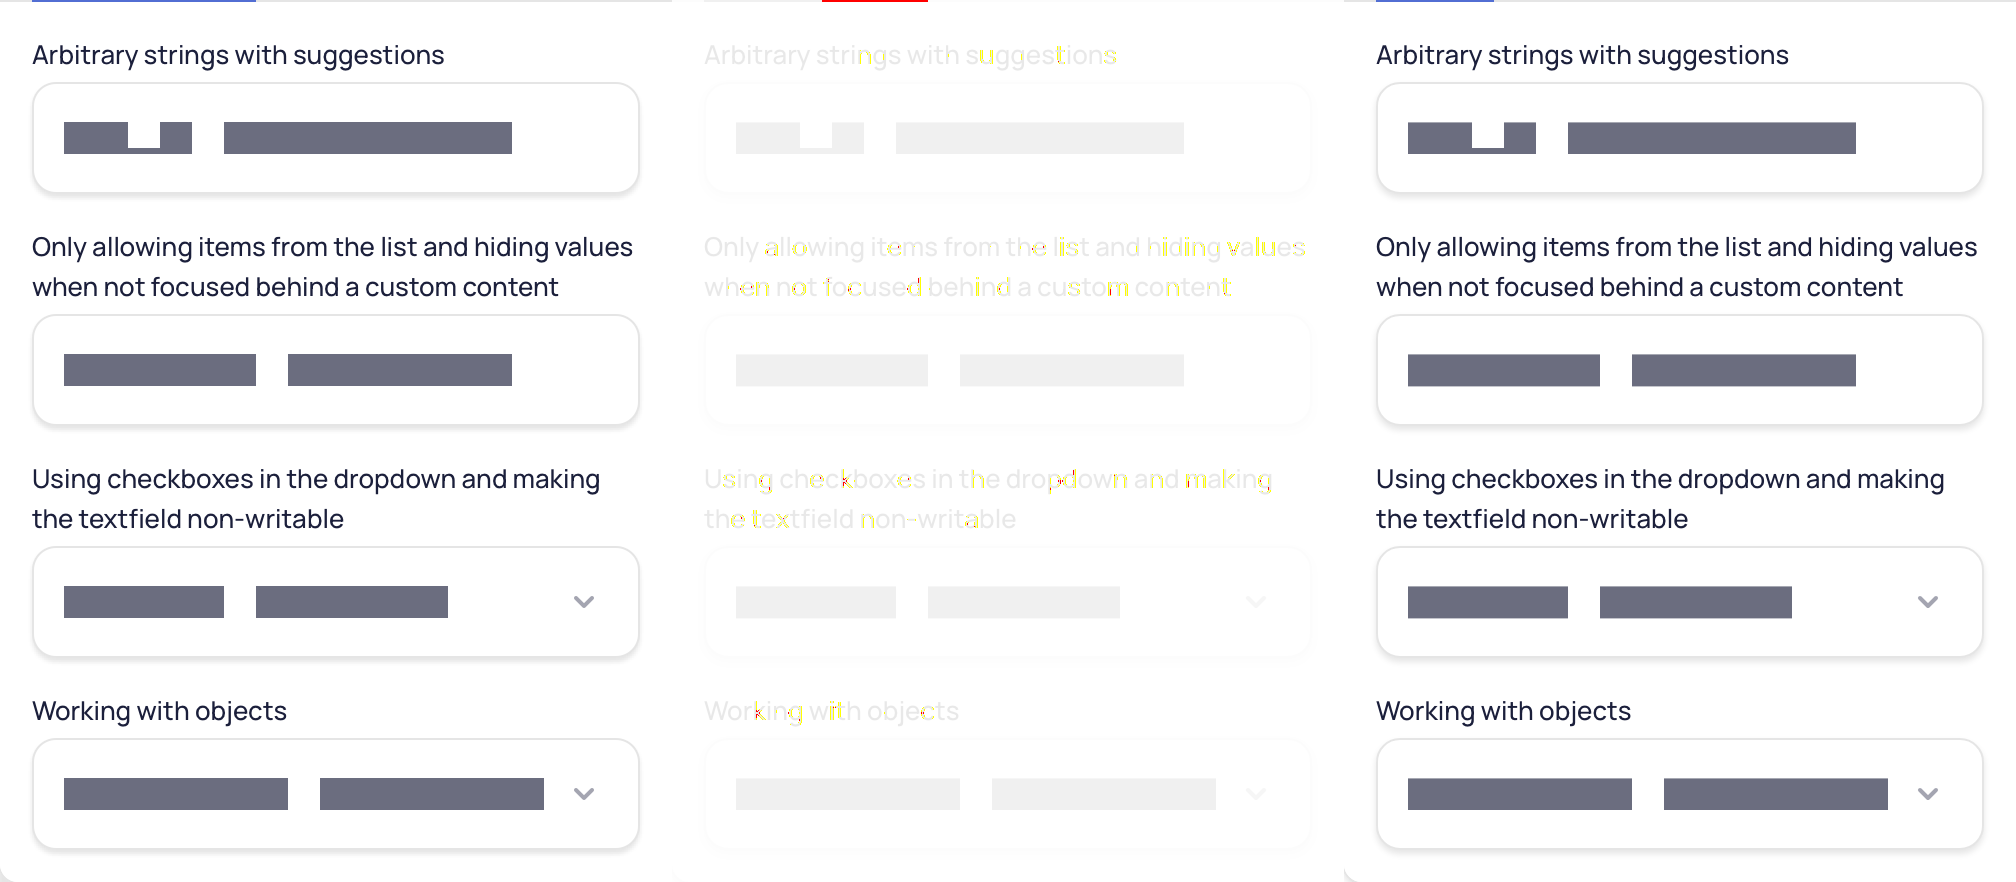 Arbitrary strings with suggestions
Only allowing items from the list and hiding values
when not focused behind a custom content
Using checkboxes in the dropdown and making
the textfield non-writable
Working with objects
Arbitrary strings with suggestions
Only allowing items from the list and hiding values
when not focused behind a custom content
Using checkboxes in the dropdown and making
the textfield non-writable
Working with objects
Arbitrary strings with suggestions
Only allowing items from the list and hiding values
when not focused behind a custom content
Using checkboxes in the dropdown and making
the textfield non-writable
Working with objects